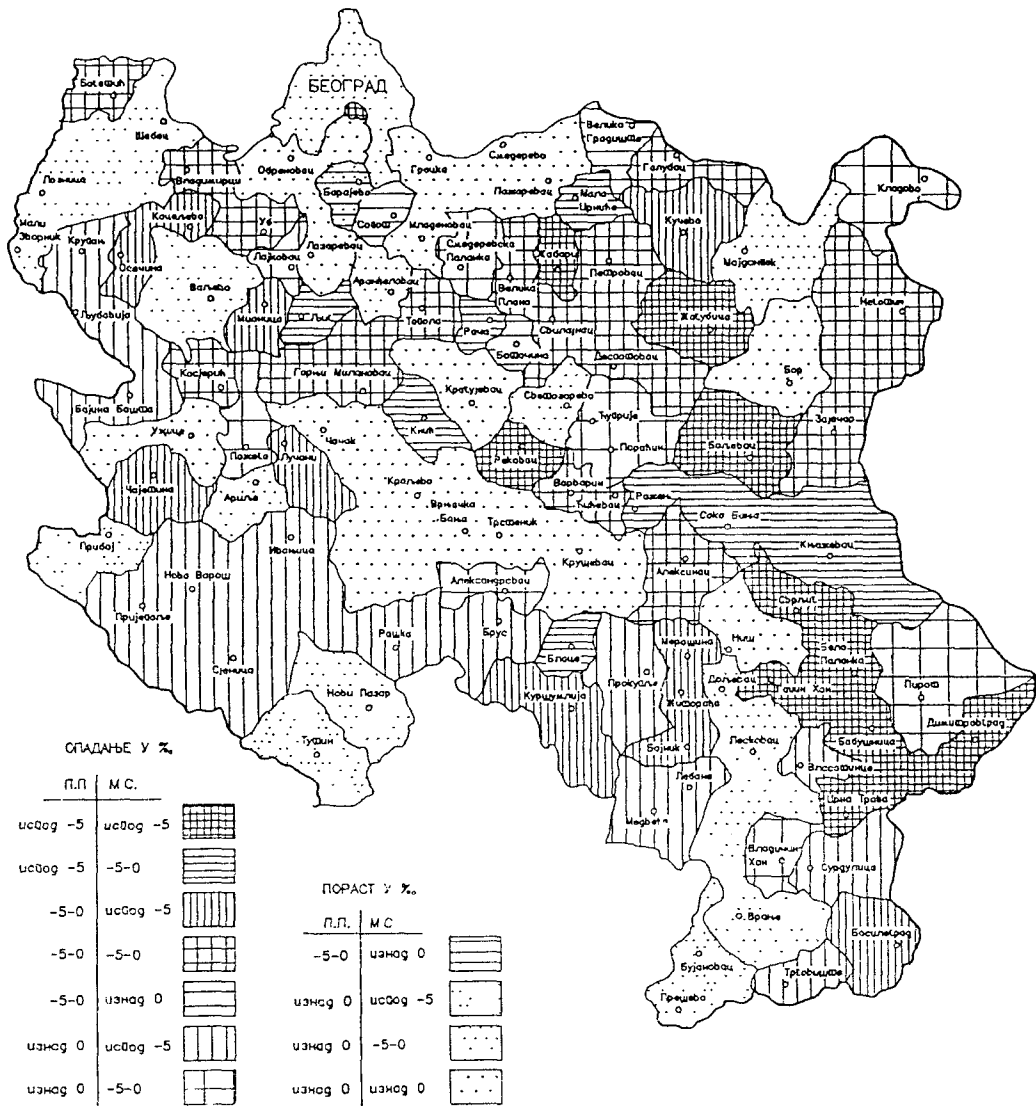 БЕОГРАД
Богатић
Шабац
Лозница
Владимирци
Обреновац
Гроцка
Смедерево
Велика
Градиште
Голубац
Кладово
Барајево
Пожаревац
Мало
Црниће
Мали
Зворник
Крупањ
Коцељево
Уб
Сопот
Младеновац
Кучево
Осечина
Лазаревац
Смедеревска
Паланка
Жабари
Петровац
Мајданпек
Лајковац
Ваљево
Аранђеловац
Велика
Плана
Неготин
Љубовија
Мионица
Љиг
Топола
Рача
Свилајнац
Жагубица
Баточина
Деспотовац
Косјерић
Горњи Милановац
Крагујевац
Бор
Бајина
Башта
Светозарево
Ћуприје
Кнић
Зајечар
Ужице
Чачак
Пожега
Лучани
Рековац
Параћин
Бољевац
Чајетина
Ариље
Краљево
Варварин
Ћићевац
Ражањ
Врњачка
Бања
Трстеник
Соко Бања
Прибој
Ивањица
Крушевац
Књажевац
Нова Варош
Александровац
Алексинац
Сврљиг
Пријепоље
Рашка
Брус
Мерошина
Ниш
Бела
Паланка
Сјеница
Блаце
Прокупље
Нови Пазар
Куршумлија
Житорађа
Дољевац
Гаџин Хан
Пирот
Димитровград
Тутин
Бојник
Лесковац
Бабушница
Власотинце
Лебане
Црна Трава
Медвеђа
Владичин
Хан
Сурдулица
Врање
Босилеград
Бујановац
Трговиште
Прешево
ОПАДАЊЕ У ‰
П.П М С.
испод -5 испод -5
испод -5 -5-0
-5-0 испод -5
-5-0 -5-0
-5-0 изнад 0
изнад 0 испод -5
изнад 0 -5-0
ПОРАСТ У ‰
П.П. М С
-5-0 изнад 0
изнад 0 испод -5
изнад 0 -5-0
изнад 0 изнад 0